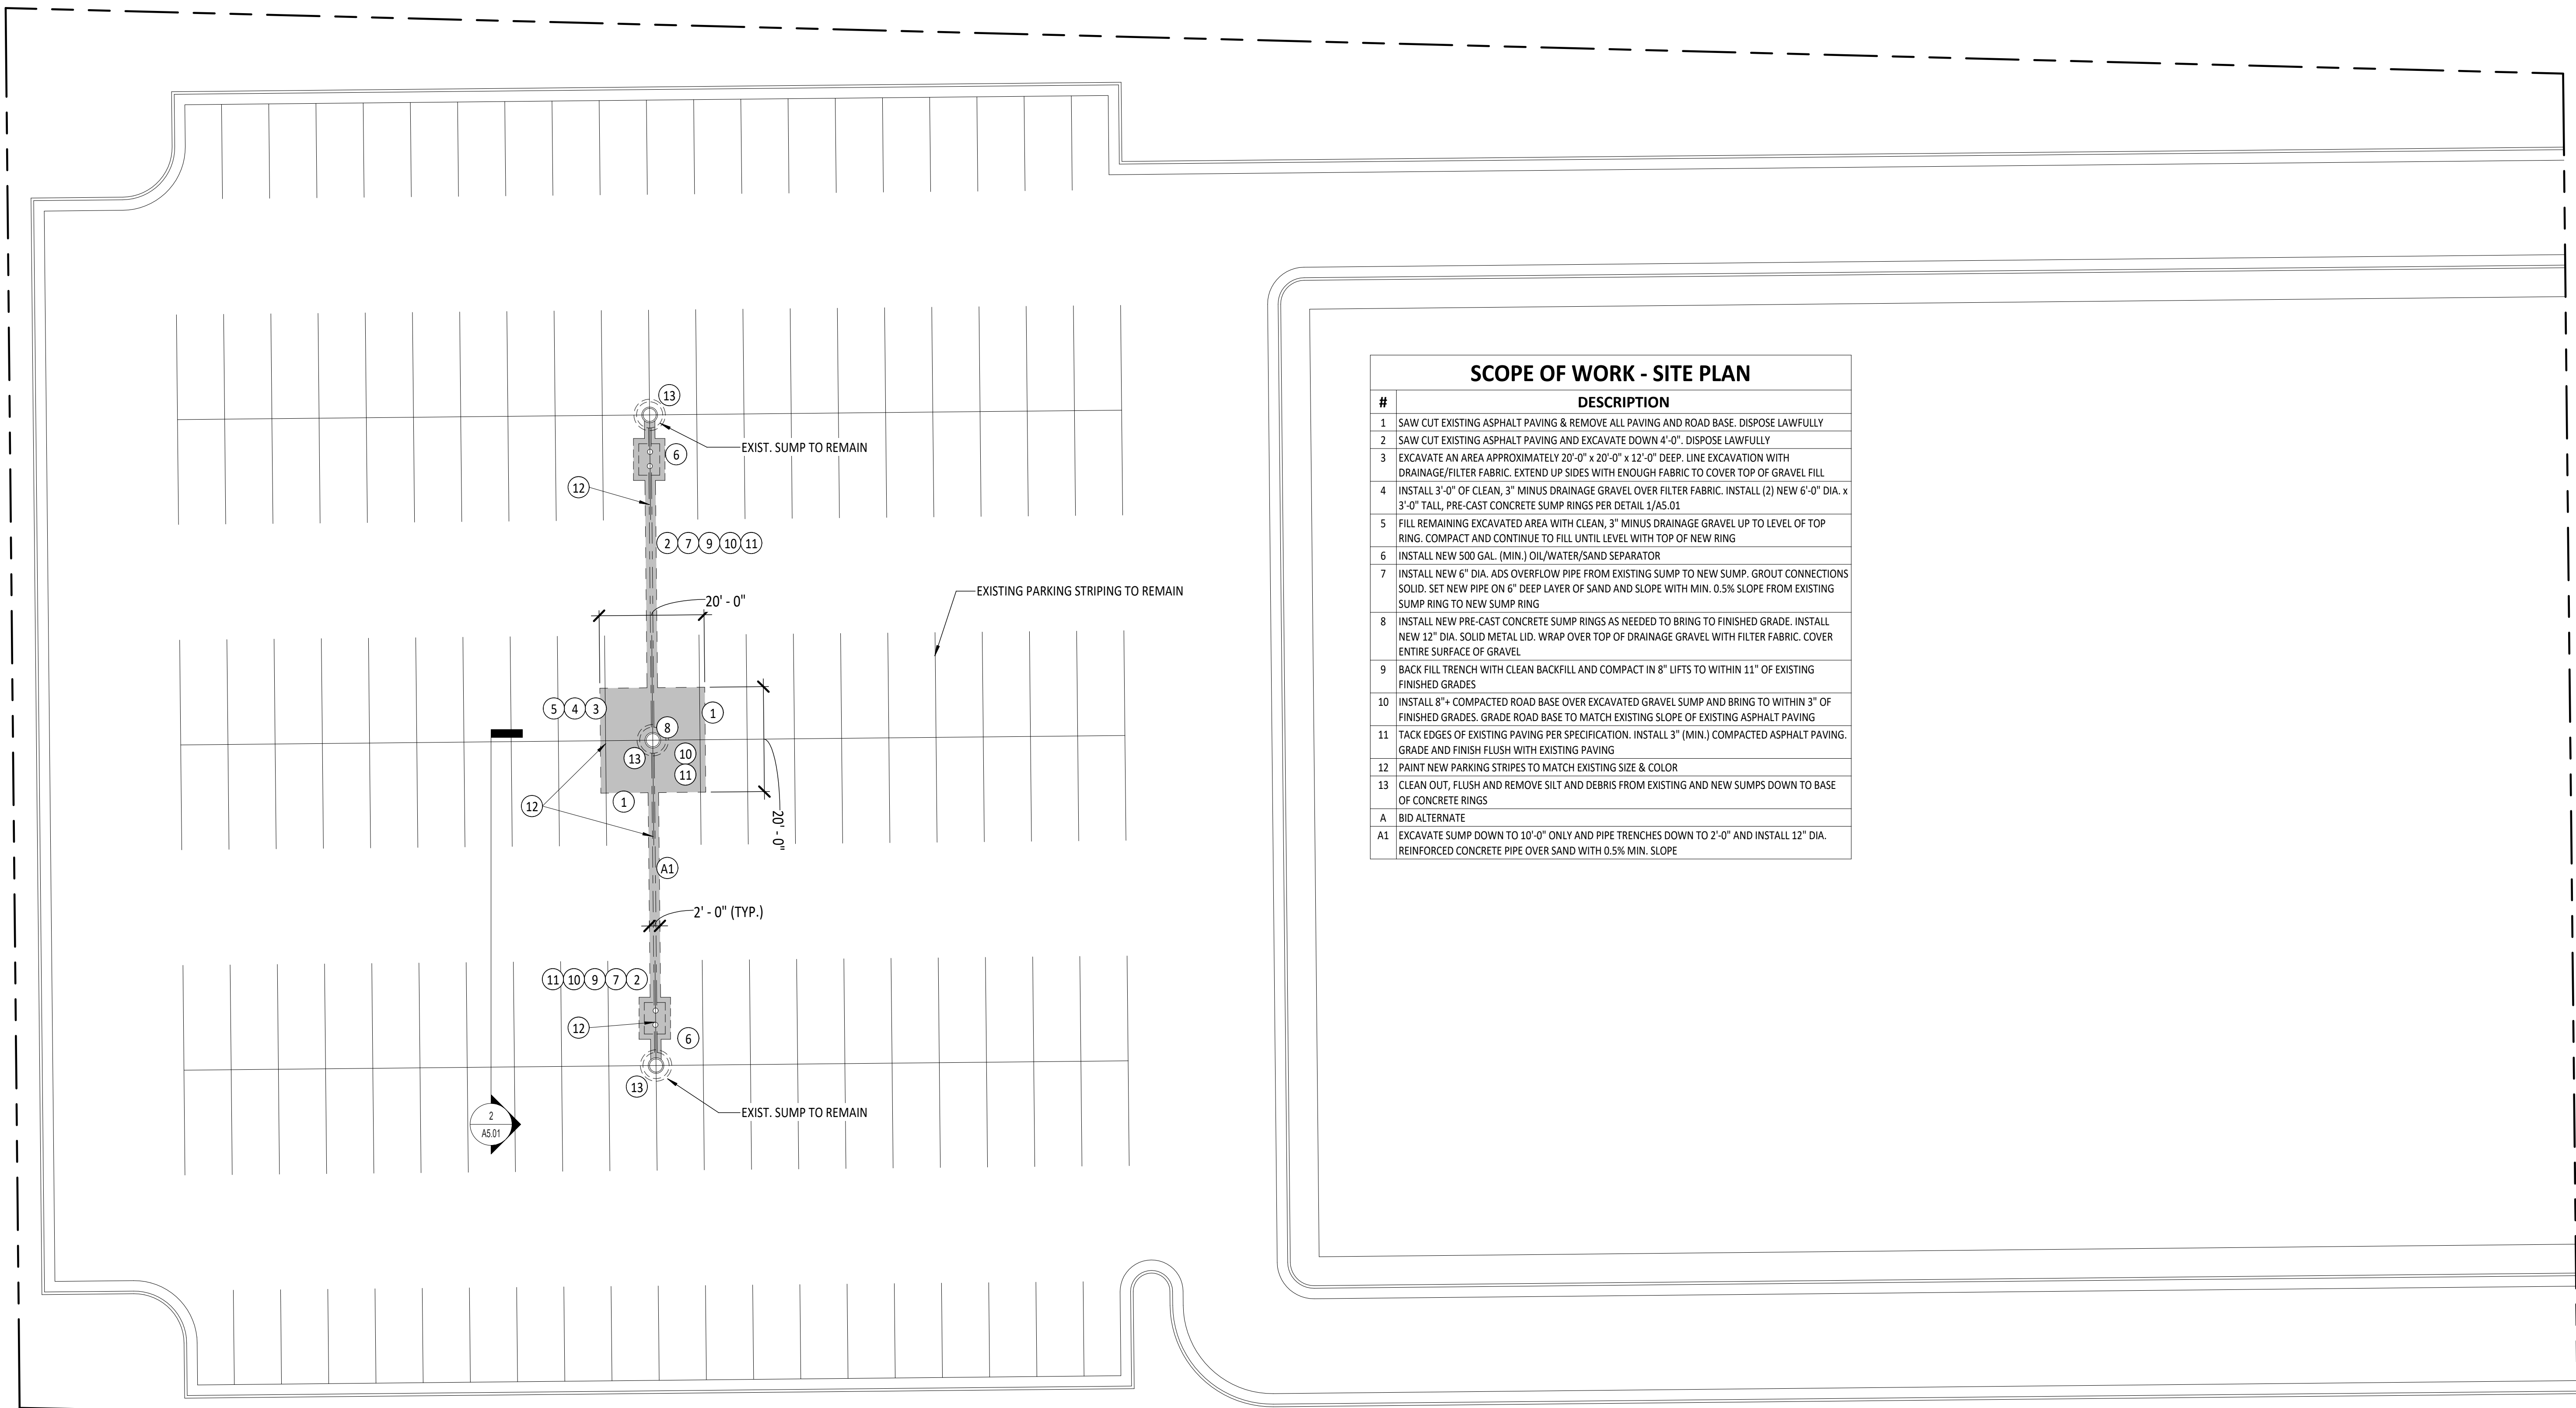 13
EXIST. SUMP TO REMAIN
6
12
2 7 9 10 11
EXISTING PARKING STRIPING TO REMAIN
20' - 0"
5 4 3
1
8
13
10
11
1
12
20' - 0"
A1
2' - 0" (TYP.)
11 10 9 7 2
12
6
13
EXIST. SUMP TO REMAIN
2
A5.01
SCOPE OF WORK - SITE PLAN
# DESCRIPTION
1 SAW CUT EXISTING ASPHALT PAVING & REMOVE ALL PAVING AND ROAD BASE. DISPOSE LAWFULLY
2 SAW CUT EXISTING ASPHALT PAVING AND EXCAVATE DOWN 4'-0". DISPOSE LAWFULLY
3 EXCAVATE AN AREA APPROXIMATELY 20'-0" x 20'-0" x 12'-0" DEEP. LINE EXCAVATION WITH
DRAINAGE/FILTER FABRIC. EXTEND UP SIDES WITH ENOUGH FABRIC TO COVER TOP OF GRAVEL FILL
4 INSTALL 3'-0" OF CLEAN, 3" MINUS DRAINAGE GRAVEL OVER FILTER FABRIC. INSTALL (2) NEW 6'-0" DIA. x
3'-0" TALL, PRE-CAST CONCRETE SUMP RINGS PER DETAIL 1/A5.01
5 FILL REMAINING EXCAVATED AREA WITH CLEAN, 3" MINUS DRAINAGE GRAVEL UP TO LEVEL OF TOP
RING. COMPACT AND CONTINUE TO FILL UNTIL LEVEL WITH TOP OF NEW RING
6 INSTALL NEW 500 GAL. (MIN.) OIL/WATER/SAND SEPARATOR
7 INSTALL NEW 6" DIA. ADS OVERFLOW PIPE FROM EXISTING SUMP TO NEW SUMP. GROUT CONNECTIONS
SOLID. SET NEW PIPE ON 6" DEEP LAYER OF SAND AND SLOPE WITH MIN. 0.5% SLOPE FROM EXISTING
SUMP RING TO NEW SUMP RING
8 INSTALL NEW PRE-CAST CONCRETE SUMP RINGS AS NEEDED TO BRING TO FINISHED GRADE. INSTALL
NEW 12" DIA. SOLID METAL LID. WRAP OVER TOP OF DRAINAGE GRAVEL WITH FILTER FABRIC. COVER
ENTIRE SURFACE OF GRAVEL
9 BACK FILL TRENCH WITH CLEAN BACKFILL AND COMPACT IN 8" LIFTS TO WITHIN 11" OF EXISTING
FINISHED GRADES
10 INSTALL 8"+ COMPACTED ROAD BASE OVER EXCAVATED GRAVEL SUMP AND BRING TO WITHIN 3" OF
FINISHED GRADES. GRADE ROAD BASE TO MATCH EXISTING SLOPE OF EXISTING ASPHALT PAVING
11 TACK EDGES OF EXISTING PAVING PER SPECIFICATION. INSTALL 3" (MIN.) COMPACTED ASPHALT PAVING.
GRADE AND FINISH FLUSH WITH EXISTING PAVING
12 PAINT NEW PARKING STRIPES TO MATCH EXISTING SIZE & COLOR
13 CLEAN OUT, FLUSH AND REMOVE SILT AND DEBRIS FROM EXISTING AND NEW SUMPS DOWN TO BASE
OF CONCRETE RINGS
A BID ALTERNATE
A1 EXCAVATE SUMP DOWN TO 10'-0" ONLY AND PIPE TRENCHES DOWN TO 2'-0" AND INSTALL 12" DIA.
REINFORCED CONCRETE PIPE OVER SAND WITH 0.5% MIN. SLOPE